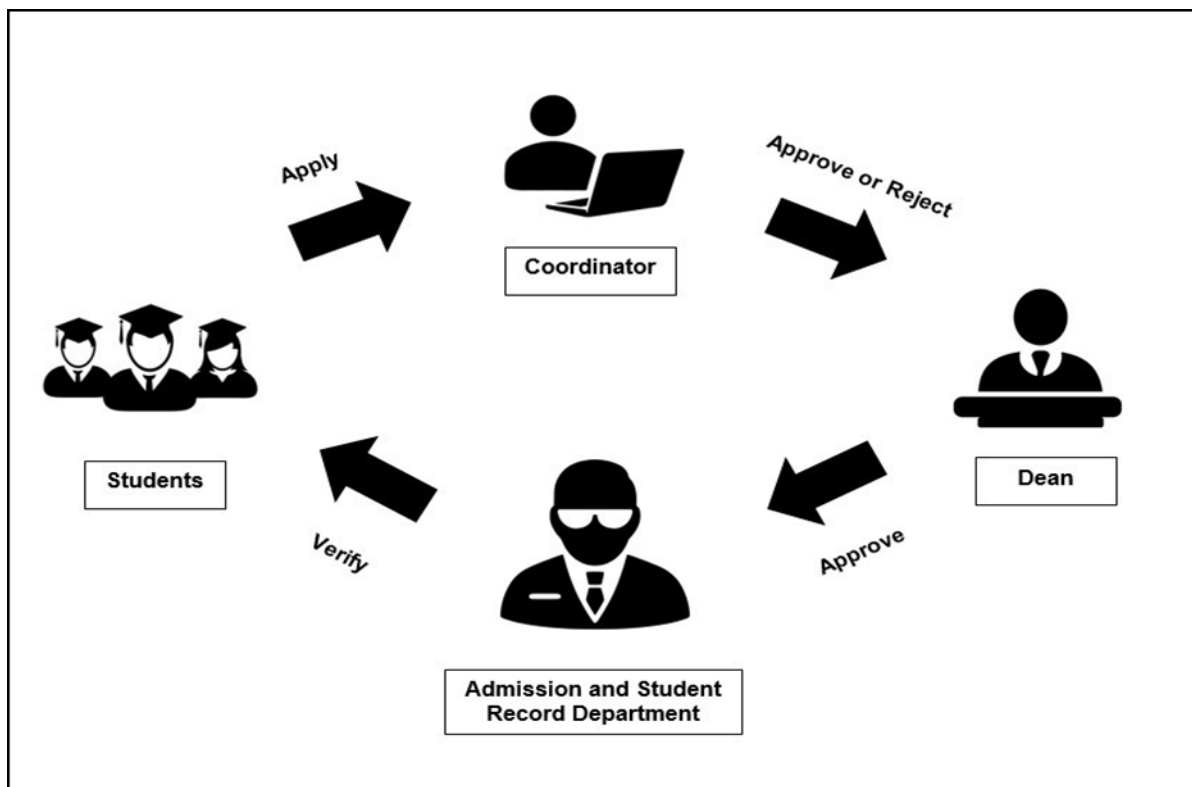 Apply
Approve or Reject
Coordinator
Students
Dean
Verify
Approve
Admission and Student
Record Department